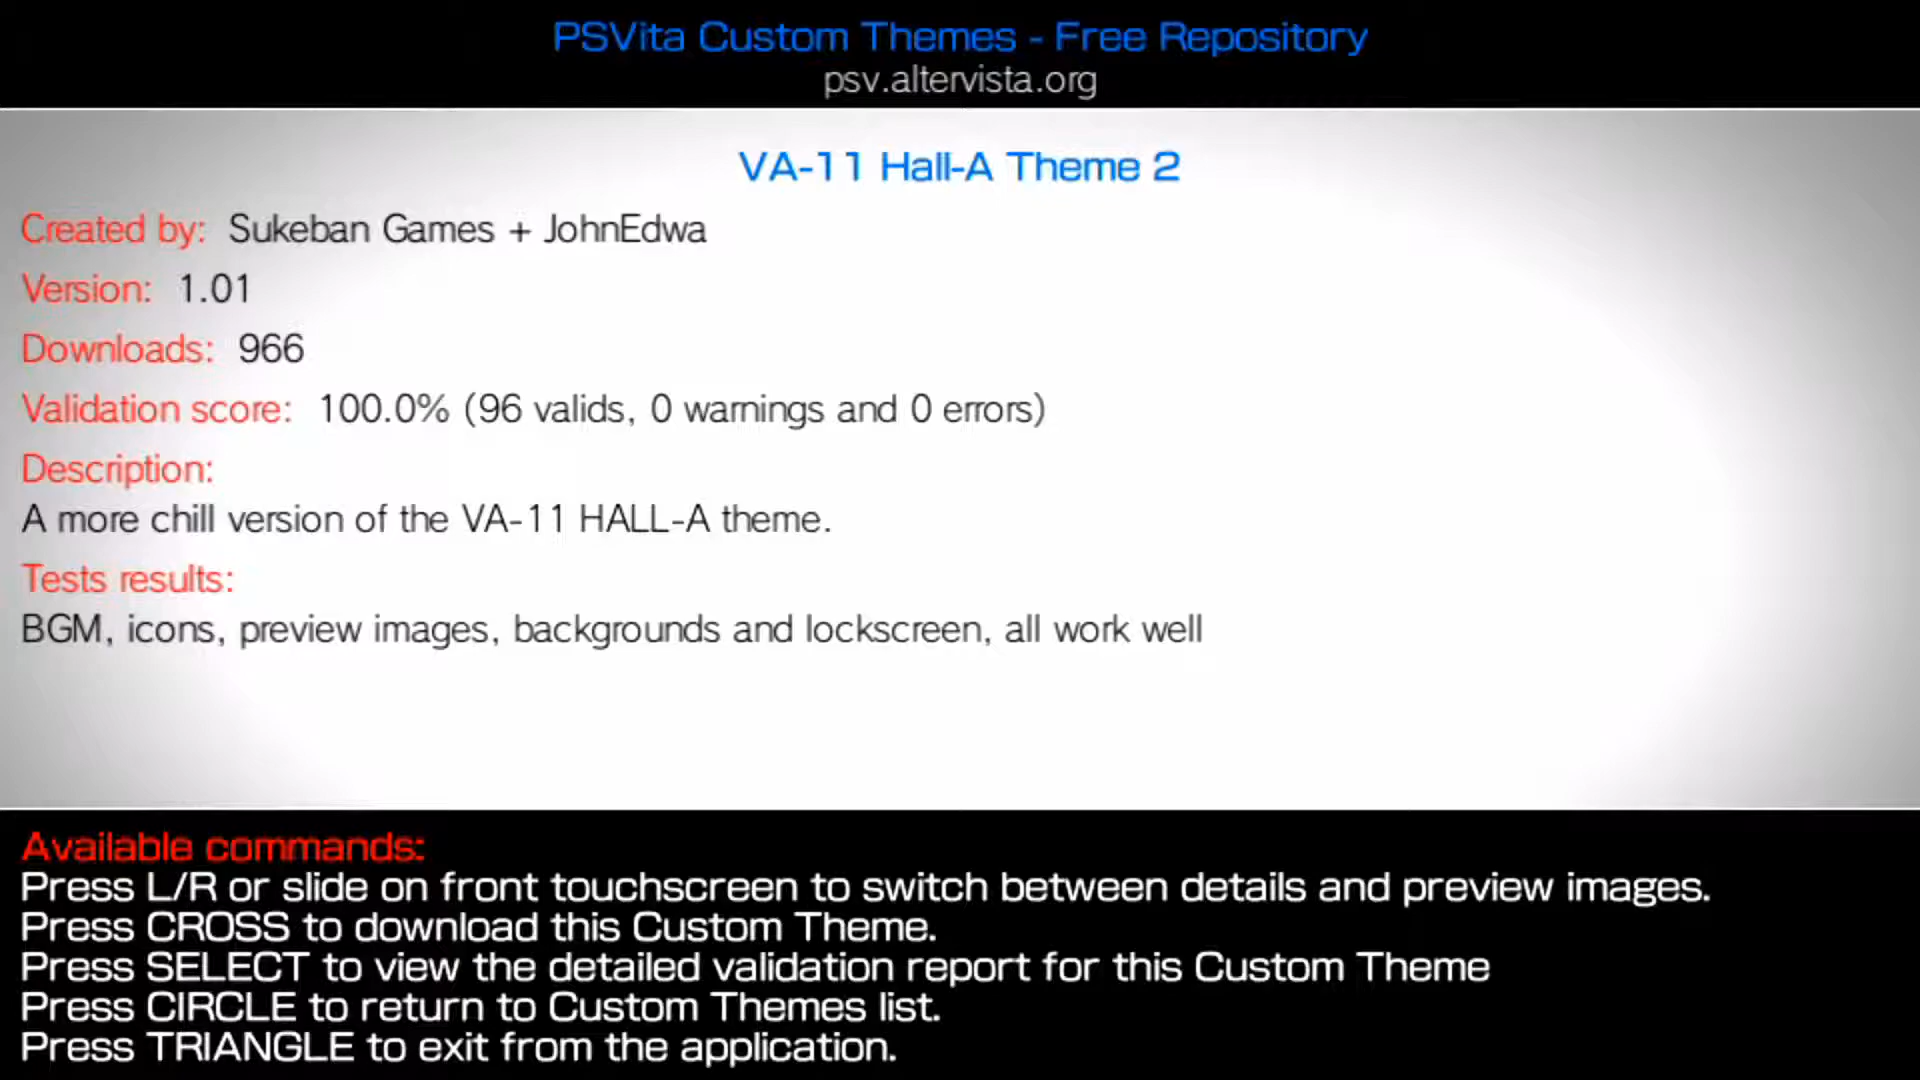 PSVita Custom Themes - Free Repository
psv.altervista.org
VA-11 Hall-A Theme 2
Created by: Sukeban Games + JohnEdwa
Version: 1.01
Downloads: 966
Validation score: 100.0% (96 valids, 0 warnings and 0 errors)
Description:
A more chill version of the VA-11 HALL-A theme.
Tests results:
BGM, icons, preview images, backgrounds and lockscreen, all work well
Available commands:
Press L/R or slide on front touchscreen to switch between details and preview images.
Press CROSS to download this Custom Theme.
Press SELECT to view the detailed validation report for this Custom Theme
Press CIRCLE to return to Custom Themes list.
Press TRIANGLE to exit from the application.